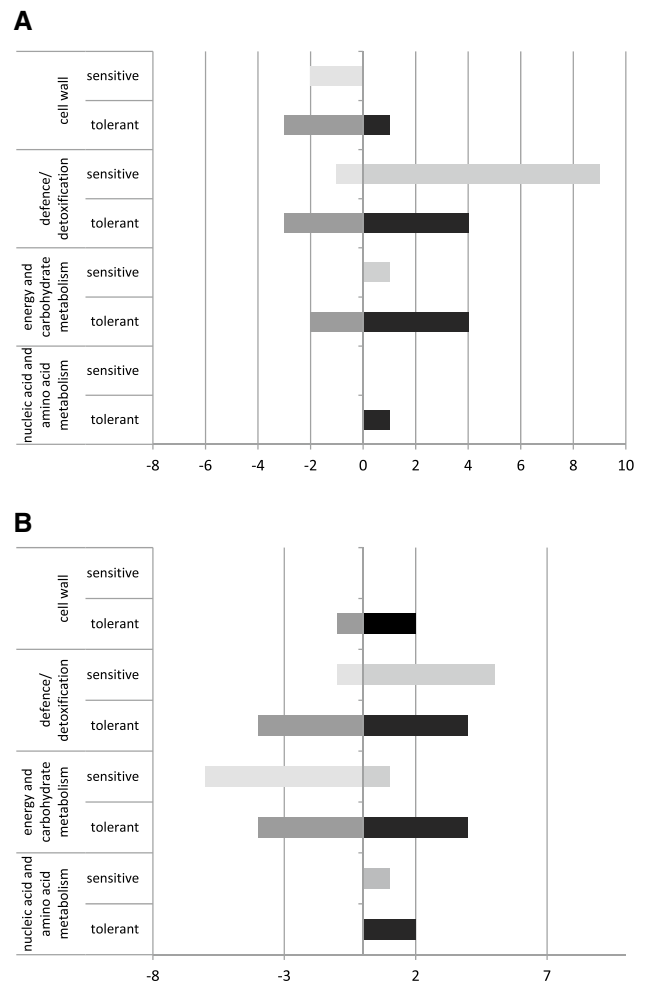 A
cell wall
sensitive
tolerant
defence/
detoxification
sensitive
tolerant
energy and
carbohydrate
metabolism
sensitive
tolerant
nucleic acid and
amino acid
metabolism
sensitive
tolerant
-8 -6 -4 -2 0 2 4 6 8 10
B
cell wall
sensitive
tolerant
defence/
detoxification
sensitive
tolerant
energy and
carbohydrate
metabolism
sensitive
tolerant
nucleic acid and
amino acid
metabolism
sensitive
tolerant
-8 -3 2 7